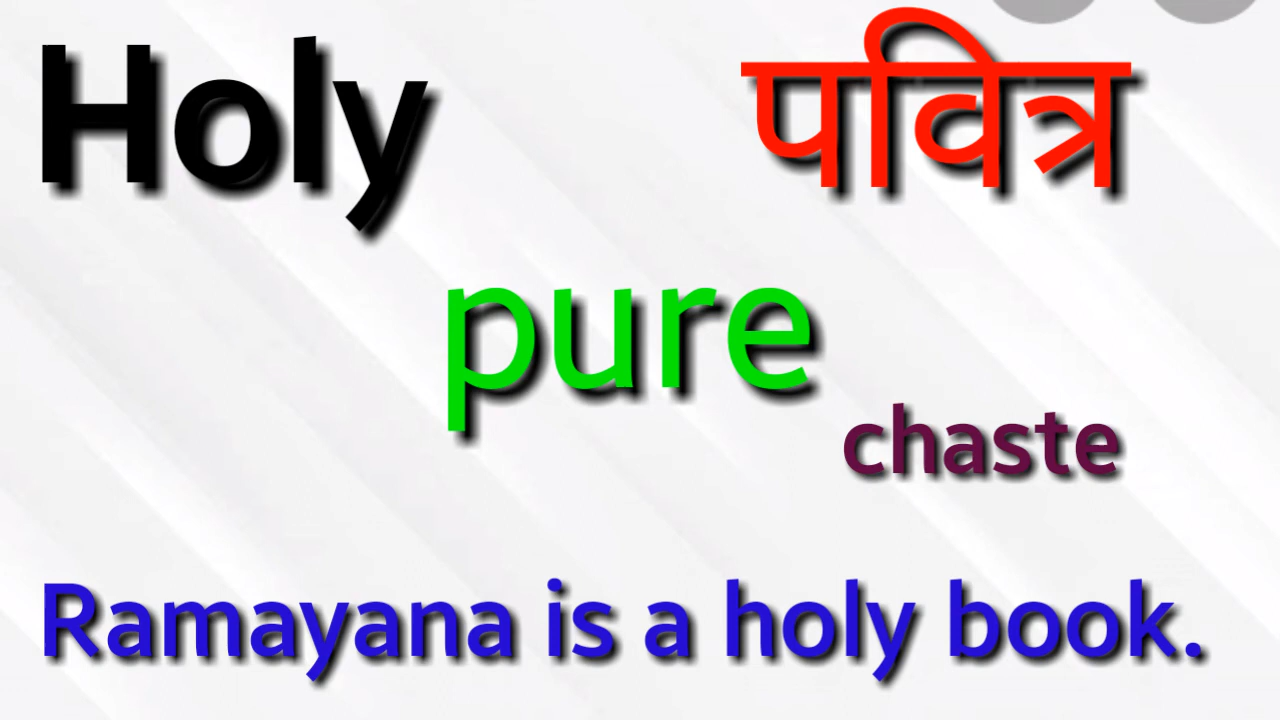 Holy पवित्र
pure
chaste
Ramayana is a holy book.